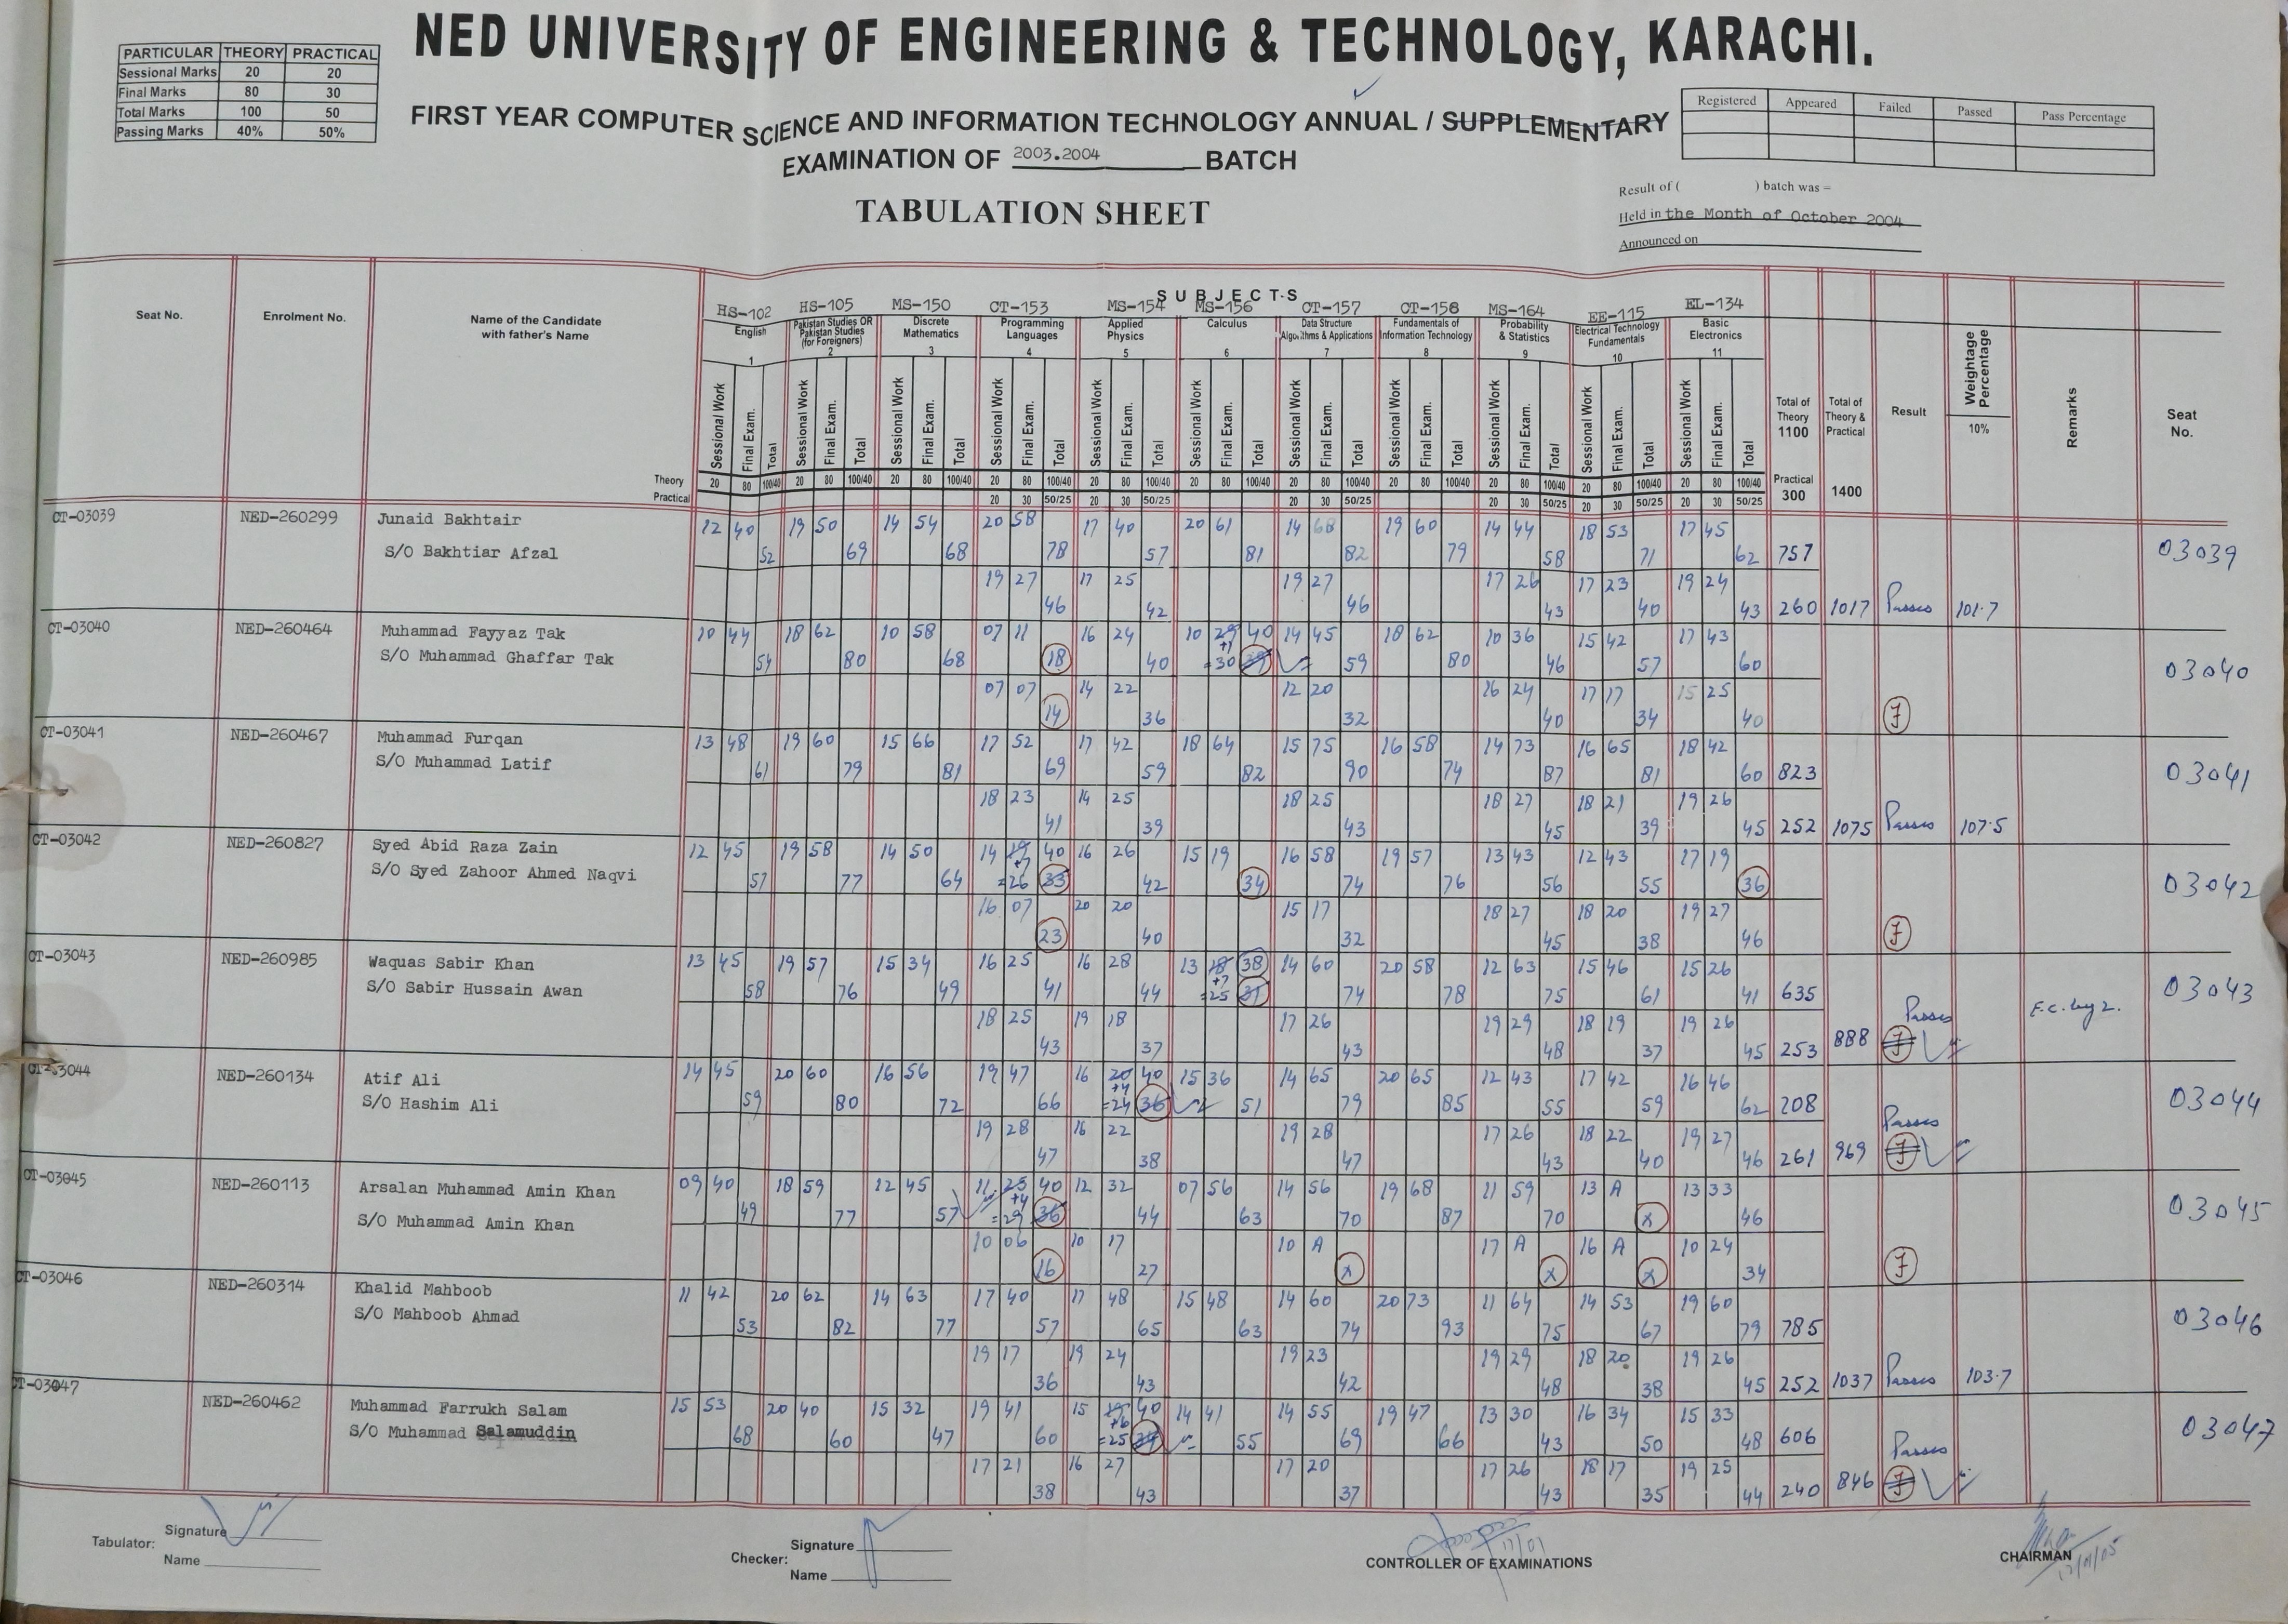 NED UNIVERSITY OF ENGINEERING & TECHNOLOGY, KARACHI.
PARTICULAR THEORY PRACTICAL
Sessional Marks 20 20
Final Marks 80 30
Total Marks 100 50
Passing Marks 40% 50%
FIRST YEAR COMPUTER SCIENCE AND INFORMATION TECHNOLOGY ANNUAL / SUPPLEMENTARY
EXAMINATION OF 2003.2004 BATCH
TABULATION SHEET
Registered Appeared Failed Passed Pass Percentage
Result of ( ) batch was =
Held in the Month of October 2004
Announced on
SUBJECTS
HS-102 HS-105 MS-150 CT-153 MS-154 MS-156 CT-157 CT-158 MS-164 EE-115 EL-134
Seat No. Enrolment No. Name of the Candidate with father's Name
English 1
Pakistan Studies OR Pakistan Studies (for Foreigners) 2
Discrete Mathematics 3
Programming Languages 4
Applied Physics 5
Calculus 6
Data Structure Algorithms & Applications 7
Fundamentals of Information Technology 8
Probability & Statistics 9
Electrical Technology Fundamentals 10
Basic Electronics 11
Sessional Work Final Exam. Total
Total of Theory 1100 Practical 300
Total of Theory & Practical 1400
Result
Weightage Percentage 10%
Remarks
Seat No.
Theory 20 80 100/40 20 80 100/40 20 80 100/40 20 80 100/40 20 80 100/40 20 80 100/40 20 80 100/40 20 80 100/40 20 80 100/40 20 80 100/40 20 80 100/40
Practical 20 30 50/25 20 30 50/25 20 30 50/25 20 30 50/25 20 30 50/25 20 30 50/25
CT-03039 NED-260299 Junaid Bakhtair 12 40 19 50 14 54 20 58 17 40 20 61 14 68 19 60 14 44 18 53 17 45
S/O Bakhtiar Afzal 52 69 68 78 57 81 82 79 58 71 62 757 03039
19 27 17 25 19 27 17 26 17 23 19 24
46 42 46 43 40 43 260 1017 Passes 101.7
CT-03040 NED-260464 Muhammad Fayyaz Tak 10 44 18 62 10 58 07 11 16 24 10 29 40 14 45 18 62 10 36 15 42 17 43
S/O Muhammad Ghaffar Tak 54 80 68 18 40 +1 =30 39 59 80 46 57 60 03040
07 07 14 22 12 20 16 24 17 17 15 25
14 36 32 40 34 40 F
CT-03041 NED-260467 Muhammad Furqan 13 48 19 60 15 66 17 52 17 42 18 64 15 75 16 58 14 73 16 65 18 42
S/O Muhammad Latif 61 79 81 69 59 82 90 74 87 81 60 823 03041
18 23 14 25 18 25 18 27 18 21 19 26
41 39 43 45 39 45 252 1075 Passes 107.5
CT-03042 NED-260827 Syed Abid Raza Zain 12 45 19 58 14 50 14 19 40 16 26 15 19 16 58 19 57 13 43 12 43 17 19
S/O Syed Zahoor Ahmed Naqvi 57 77 64 +7 =26 33 42 34 74 76 56 55 36 03042
16 07 20 20 15 17 18 27 18 20 19 27
23 40 32 45 38 46 F
CT-03043 NED-260985 Waquas Sabir Khan 13 45 19 57 15 34 16 25 16 28 13 18 38 14 60 20 58 12 63 15 46 15 26
S/O Sabir Hussain Awan 58 76 49 41 44 +7 =25 31 74 78 75 61 41 635 03043
18 25 19 18 17 26 19 29 18 19 19 26 Passes E.C. by 2.
43 37 43 48 37 45 253 888 F
CT-03044 NED-260134 Atif Ali 14 45 20 60 16 56 19 47 16 20 40 15 36 14 65 20 65 12 43 17 42 16 46
S/O Hashim Ali 59 80 72 66 +4 =24 36 51 79 85 55 59 62 208 03044
19 28 16 22 19 28 17 26 18 22 19 27 Passes
47 38 47 43 40 46 261 969 F
CT-03045 NED-260113 Arsalan Muhammad Amin Khan 09 40 18 59 12 45 11 25 40 12 32 07 56 14 56 19 68 11 59 13 A 13 33
S/O Muhammad Amin Khan 49 77 57 +4 =29 36 44 63 70 87 70 x 46 03045
10 06 10 17 10 A 17 A 16 A 10 24
16 27 x x x 34 F
CT-03046 NED-260314 Khalid Mahboob 11 42 20 62 14 63 17 40 17 48 15 48 14 60 20 73 11 64 14 53 19 60
S/O Mahboob Ahmad 53 82 77 57 65 63 74 93 75 67 79 785 03046
19 17 19 24 19 23 19 29 18 20 19 26
36 43 42 48 38 45 252 1037 Passes 103.7
CT-03047 NED-260462 Muhammad Farrukh Salam 15 53 20 40 15 32 19 41 15 19 40 14 41 14 55 19 47 13 30 16 34 15 33
S/O Muhammad Salamuddin 68 60 47 60 +6 =25 34 55 69 66 43 50 48 606 03047
17 21 16 27 17 20 17 26 18 17 19 25 Passes
38 43 37 43 35 44 240 846 F
Tabulator: Signature
Name
Checker: Signature
Name
CONTROLLER OF EXAMINATIONS
CHAIRMAN